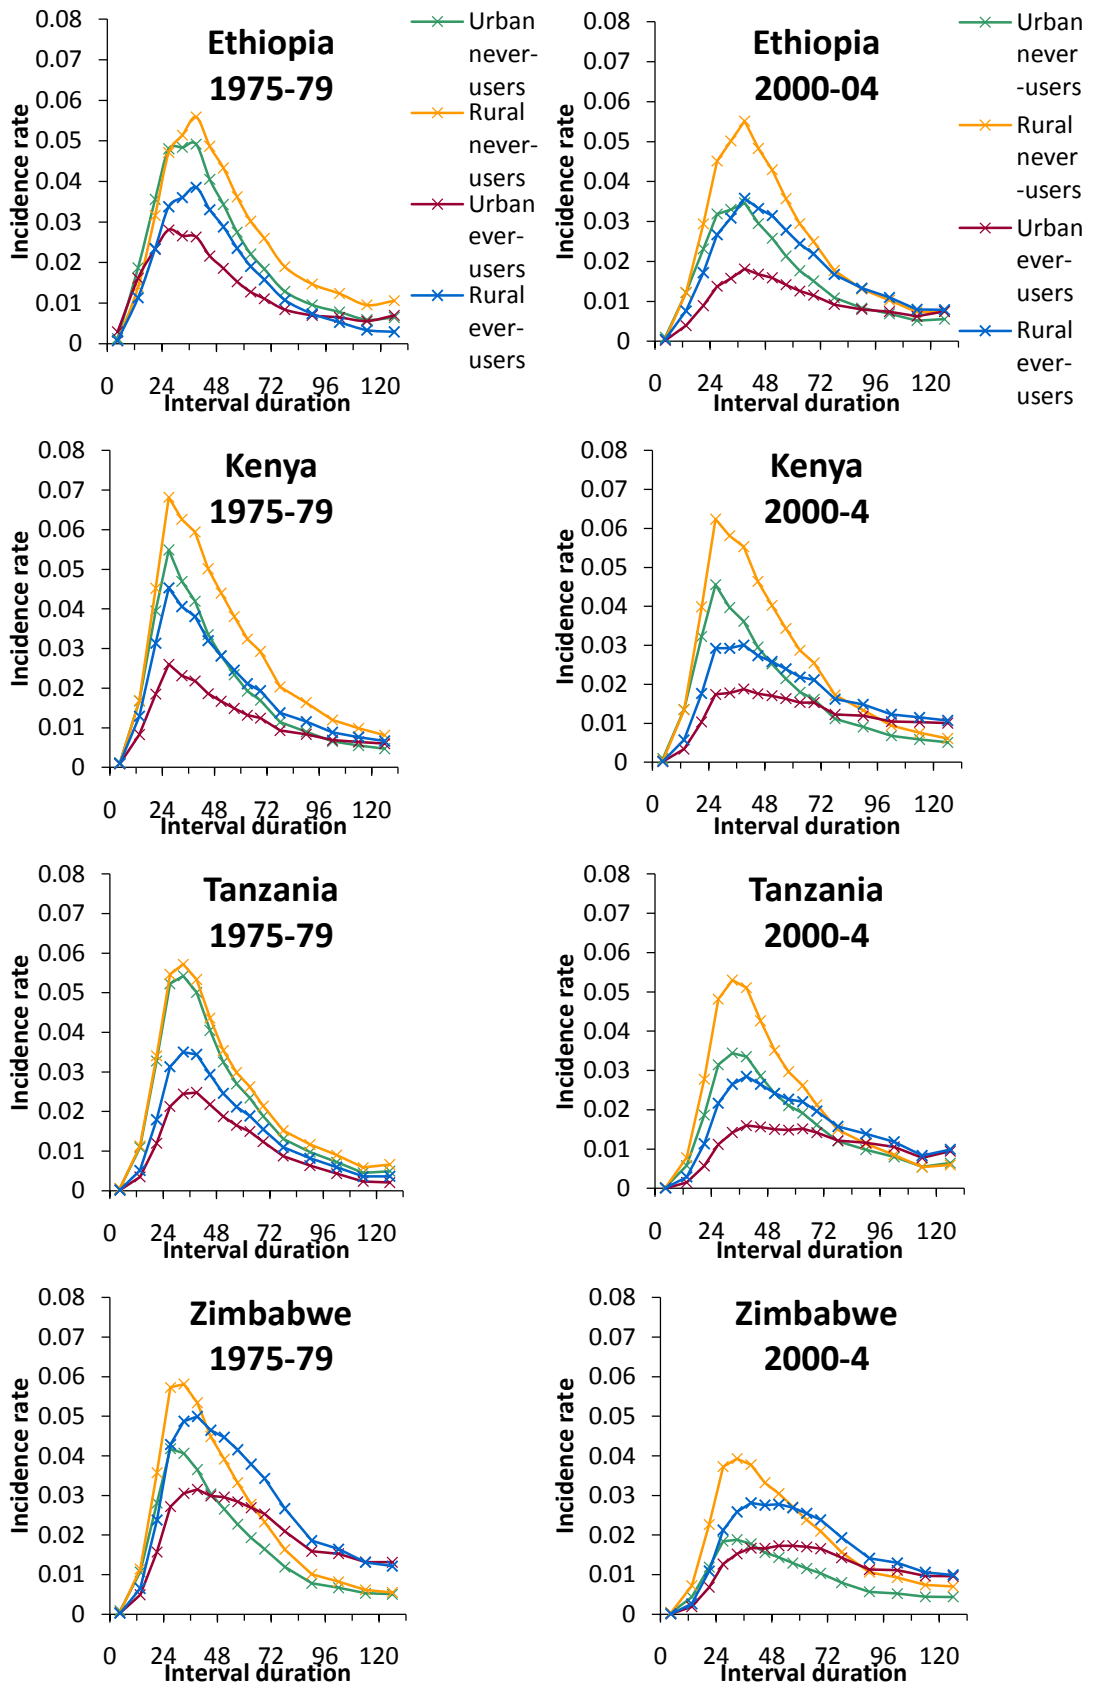 Ethiopia
1975-79
Incidence rate
0.08
0.07
0.06
0.05
0.04
0.03
0.02
0.01
0
0 24 48 72 96 120
Interval duration
Urban
never-
users
Rural
never-
users
Urban
ever-
users
Rural
ever-
users
Ethiopia
2000-04
Incidence rate
0.08
0.07
0.06
0.05
0.04
0.03
0.02
0.01
0
0 24 48 72 96 120
Interval duration
Urban
never
-users
Rural
never
-users
Urban
ever-
users
Rural
ever-
users
Kenya
1975-79
Incidence rate
0.08
0.07
0.06
0.05
0.04
0.03
0.02
0.01
0
0 24 48 72 96 120
Interval duration
Kenya
2000-4
Incidence rate
0.08
0.07
0.06
0.05
0.04
0.03
0.02
0.01
0
0 24 48 72 96 120
Interval duration
Tanzania
1975-79
Incidence rate
0.08
0.07
0.06
0.05
0.04
0.03
0.02
0.01
0
0 24 48 72 96 120
Interval duration
Tanzania
2000-4
Incidence rate
0.08
0.07
0.06
0.05
0.04
0.03
0.02
0.01
0
0 24 48 72 96 120
Interval duration
Zimbabwe
1975-79
Incidence rate
0.08
0.07
0.06
0.05
0.04
0.03
0.02
0.01
0
0 24 48 72 96 120
Interval duration
Zimbabwe
2000-4
Incidence rate
0.08
0.07
0.06
0.05
0.04
0.03
0.02
0.01
0
0 24 48 72 96 120
Interval duration